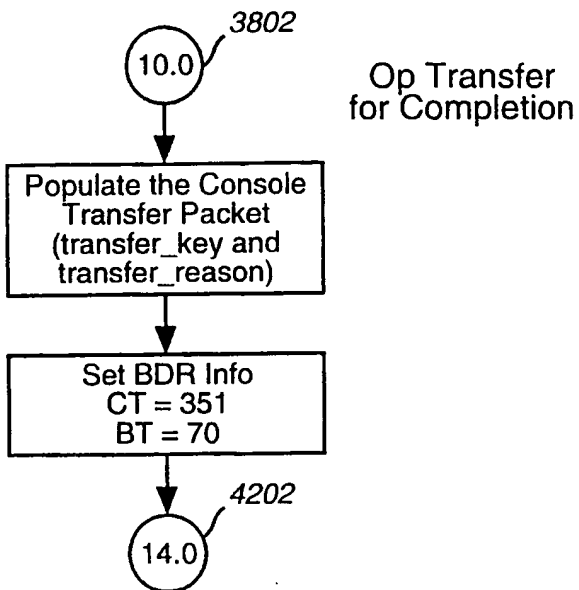 3802
10.0
Op Transfer
for Completion
Populate the Console
Transfer Packet
(transfer_key and
transfer_reason)
Set BDR Info
CT = 351
BT = 70
4202
14.0